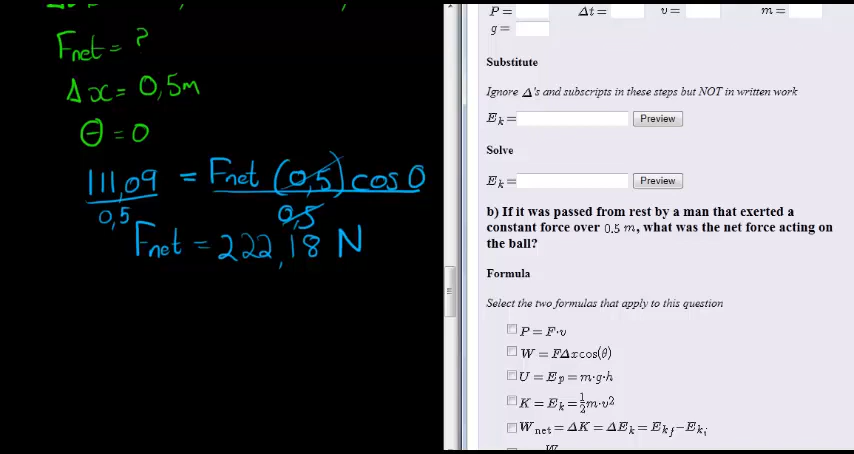 Fnet = ?
Δx = 0,5m
θ = 0
111,09 = Fnet (0,5) cos 0
0,5 0,5
Fnet = 222,18 N
P = Δt = υ = m =
g =
Substitute
Ignore Δ's and subscripts in these steps but NOT in written work
Ek = Preview
Solve
Ek = Preview
b) If it was passed from rest by a man that exerted a
constant force over 0.5 m, what was the net force acting on
the ball?
Formula
Select the two formulas that apply to this question
P = F·υ
W = FΔxcos(θ)
U = Ep = m·g·h
K = Ek = 1/2 m·υ²
Wnet = ΔK = ΔEk = Ekf − Eki
W